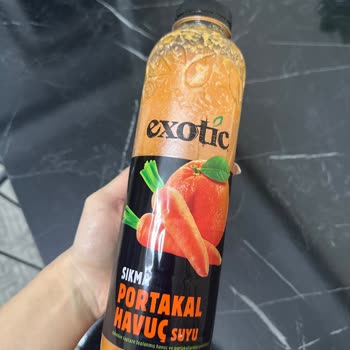 exotic
SIKMA
PORTAKAL
HAVUÇ SUYU